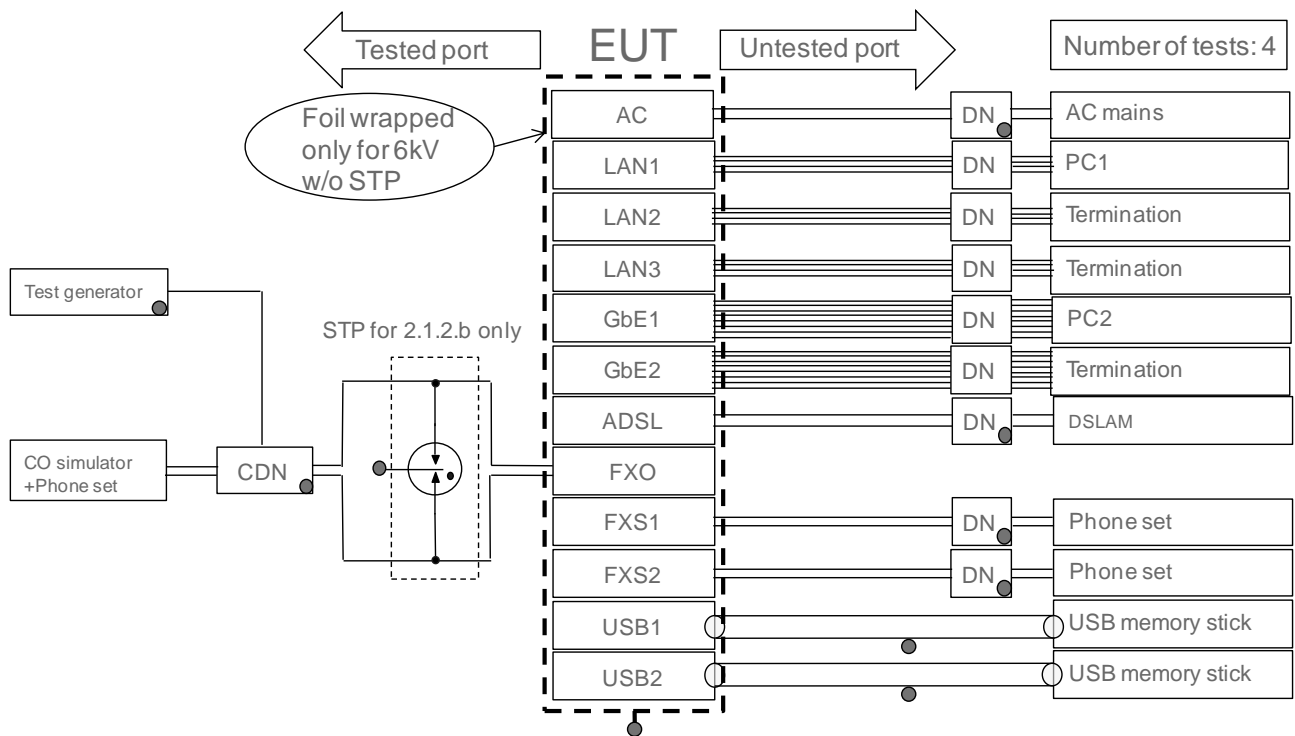 Tested port
EUT
Untested port
Number of tests: 4
Foil wrapped
only for 6kV
w/o STP
AC
DN
AC mains
LAN1
DN
PC1
LAN2
DN
Termination
LAN3
DN
Termination
Test generator
GbE1
DN
PC2
STP for 2.1.2.b only
GbE2
DN
Termination
ADSL
DN
DSLAM
CO simulator
+Phone set
CDN
FXO
FXS1
DN
Phone set
FXS2
DN
Phone set
USB1
USB memory stick
USB2
USB memory stick